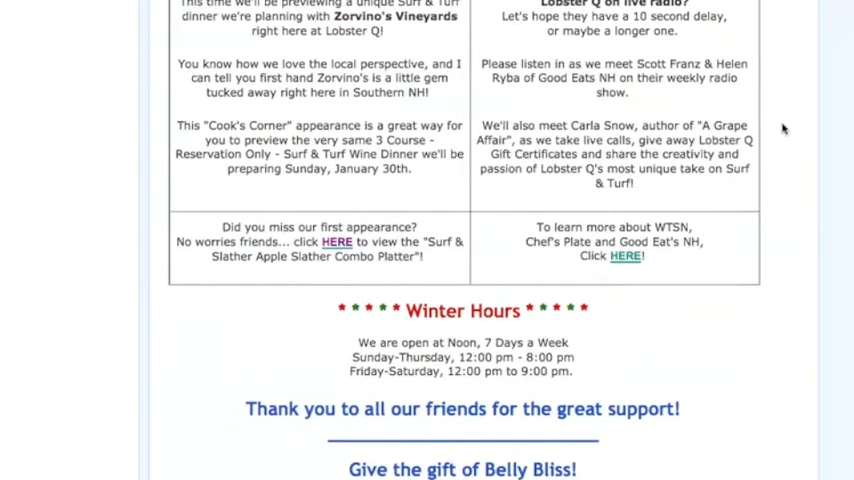 This time we'll be previewing a unique Surf & Turf
dinner we're planning with Zorvino's Vineyards
right here at Lobster Q!
You know how we love the local perspective, and I
can tell you first hand Zorvino's is a little gem
tucked away right here in Southern NH!
This "Cook's Corner" appearance is a great way for
you to preview the very same 3 Course -
Reservation Only - Surf & Turf Wine Dinner we'll be
preparing Sunday, January 30th.
Lobster Q on live radio?
Let's hope they have a 10 second delay,
or maybe a longer one.
Please listen in as we meet Scott Franz & Helen
Ryba of Good Eats NH on their weekly radio
show.
We'll also meet Carla Snow, author of "A Grape
Affair", as we take live calls, give away Lobster Q
Gift Certificates and share the creativity and
passion of Lobster Q's most unique take on Surf
& Turf!
Did you miss our first appearance?
No worries friends... click HERE to view the "Surf &
Slather Apple Slather Combo Platter"!
To learn more about WTSN,
Chef's Plate and Good Eat's NH,
Click HERE!
* * * * * Winter Hours * * * * *
We are open at Noon, 7 Days a Week
Sunday-Thursday, 12:00 pm - 8:00 pm
Friday-Saturday, 12:00 pm to 9:00 pm.
Thank you to all our friends for the great support!
Give the gift of Belly Bliss!